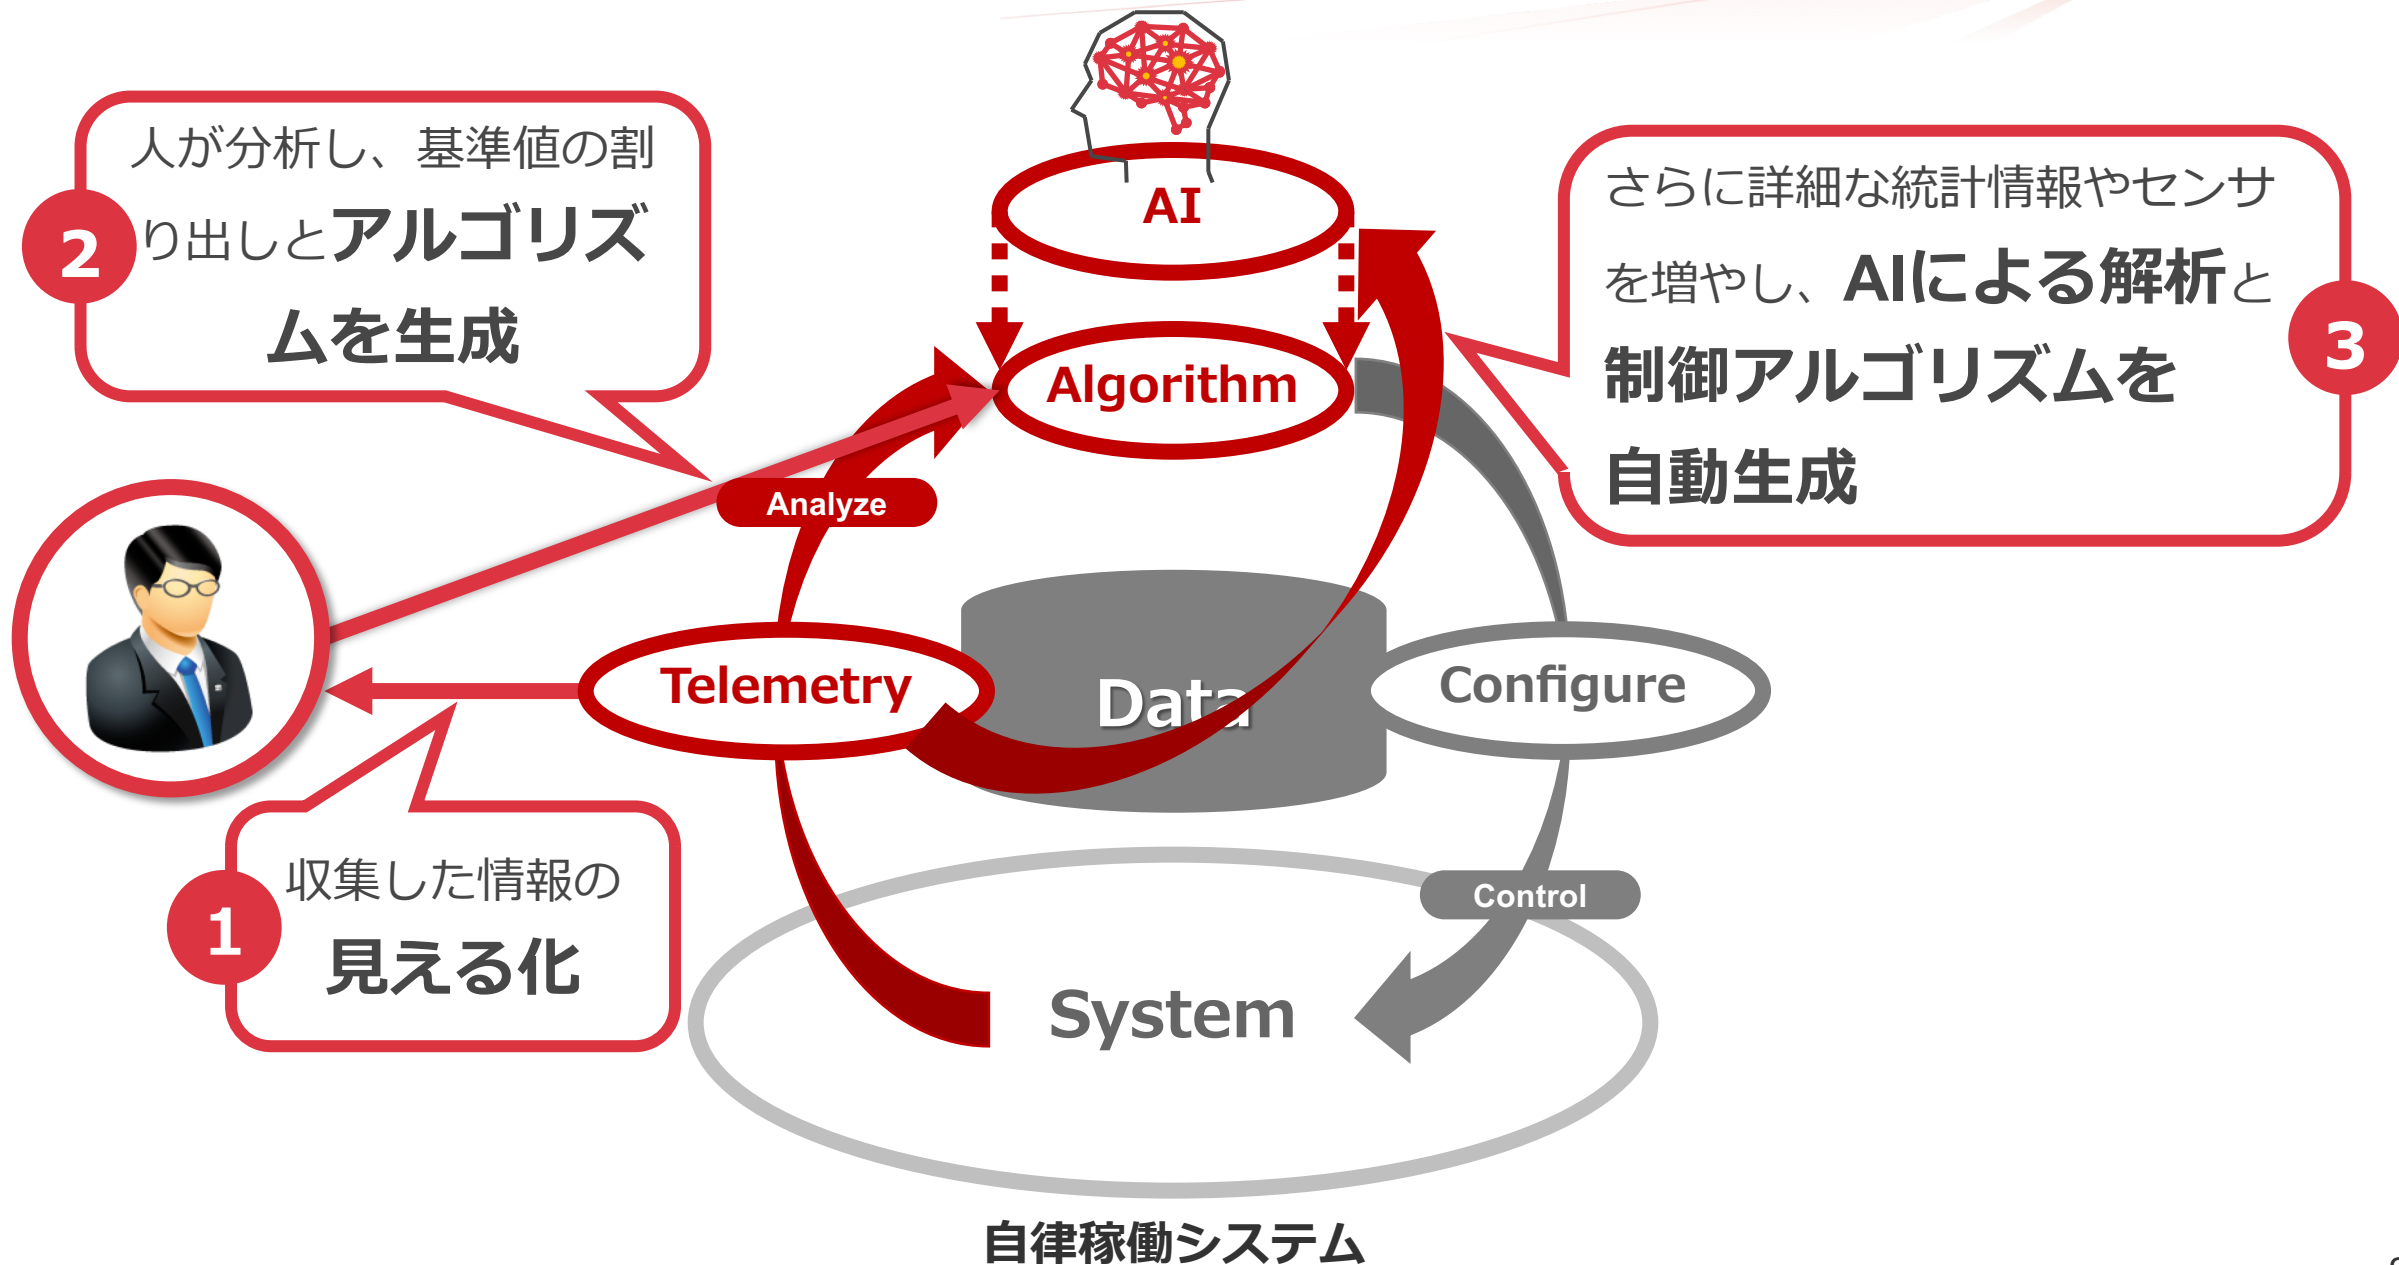 人が分析し、基準値の割
り出しとアルゴリズ
ムを生成
2
AI
さらに詳細な統計情報やセンサ
を増やし、AIによる解析と
制御アルゴリズムを
自動生成
3
Algorithm
Analyze
Telemetry
Data
Configure
収集した情報の
見える化
1
Control
System
自律稼働システム